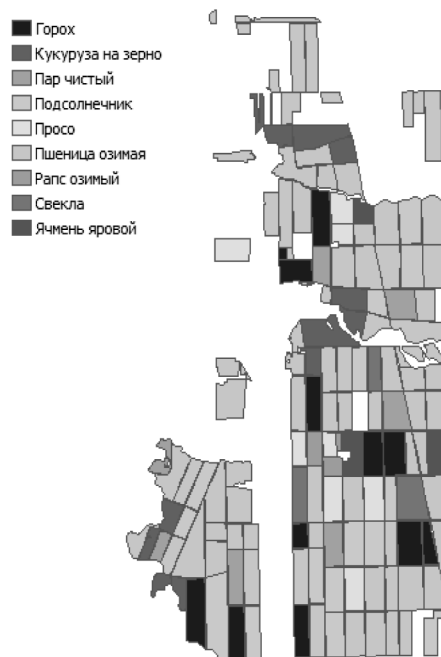 Горох
Кукуруза на зерно
Пар чистый
Подсолнечник
Просо
Пшеница озимая
Рапс озимый
Свекла
Ячмень яровой